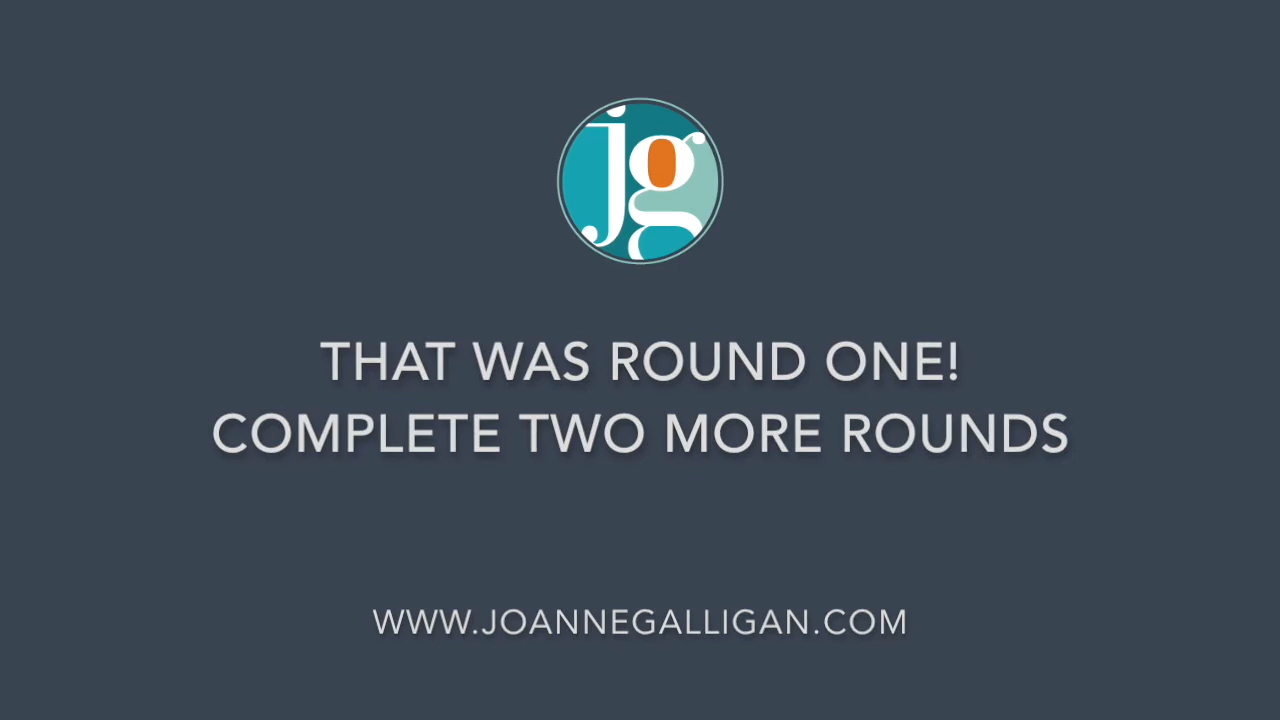 jg
THAT WAS ROUND ONE!
COMPLETE TWO MORE ROUNDS
WWW.JOANNEGALLIGAN.COM